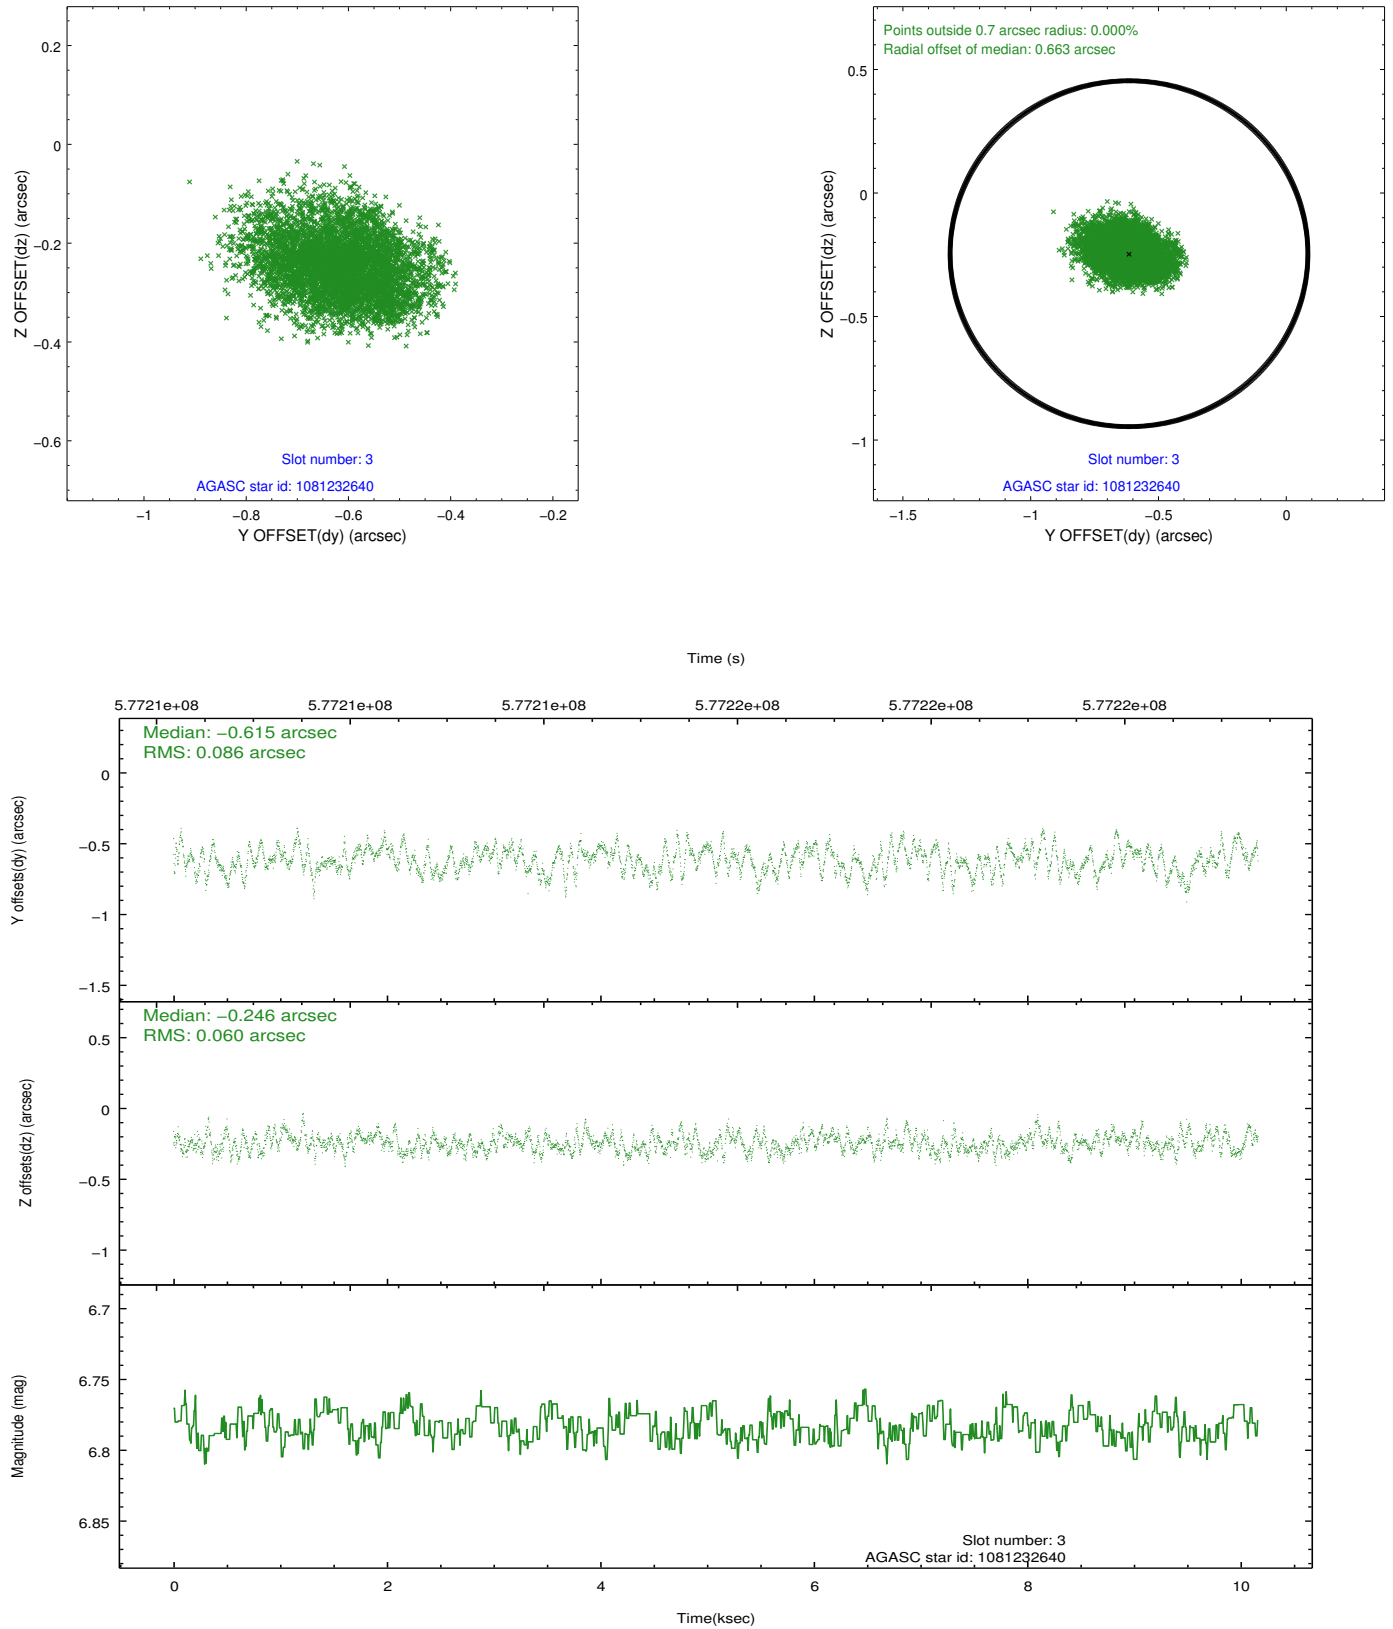 0.2
0
−0.2
−0.4
−0.6
Z OFFSET(dz) (arcsec)
Slot number: 3
AGASC star id: 1081232640
−1
−0.8
−0.6
−0.4
−0.2
Y OFFSET(dy) (arcsec)
Points outside 0.7 arcsec radius: 0.000%
Radial offset of median: 0.663 arcsec
0.5
0
−0.5
−1
Z OFFSET(dz) (arcsec)
Slot number: 3
AGASC star id: 1081232640
−1.5
−1
−0.5
0
Y OFFSET(dy) (arcsec)
Time (s)
5.7721e+08
5.7721e+08
5.7721e+08
5.7722e+08
5.7722e+08
5.7722e+08
Median: −0.615 arcsec
RMS: 0.086 arcsec
0
−0.5
−1
−1.5
Y offsets(dy) (arcsec)
Median: −0.246 arcsec
RMS: 0.060 arcsec
0.5
0
−0.5
−1
Z offsets(dz) (arcsec)
6.7
6.75
6.8
6.85
Magnitude (mag)
Slot number: 3
AGASC star id: 1081232640
0
2
4
6
8
10
Time(ksec)